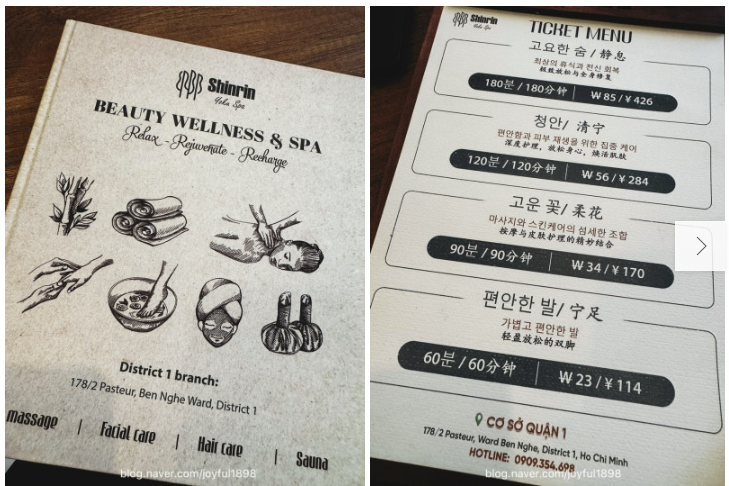 Shinrin
Yoku Spa
BEAUTY WELLNESS & SPA
Relax - Rejuvenate - Recharge
District 1 branch:
178/2 Pasteur, Ben Nghe Ward, District 1
massage | Facial care | Hair care | Sauna
blog.naver.com/joyful1898
Shinrin
Yoku Spa
TICKET MENU
고요한 숨 / 静息
최상의 휴식과 전신 회복
极致放松与全身修复
180분 / 180分钟 | ₩ 85 / ¥ 426
청안/ 清宁
편안함과 피부 재생을 위한 집중 케어
深度护理，放松身心，焕活肌肤
120분 / 120分钟 | ₩ 56 / ¥ 284
고운 꽃/ 柔花
마사지와 스킨케어의 섬세한 조합
按摩与皮肤护理的精妙结合
90분 / 90分钟 | ₩ 34 / ¥ 170
편안한 발/ 宁足
가볍고 편안한 발
轻盈放松的双脚
60분 / 60分钟 | ₩ 23 / ¥ 114
CƠ SỞ QUẬN 1
178/2 Pasteur, Ward Ben Nghe, District 1, Ho Chi Minh
HOTLINE: 0909.354.698
blog.naver.com/joyful1898